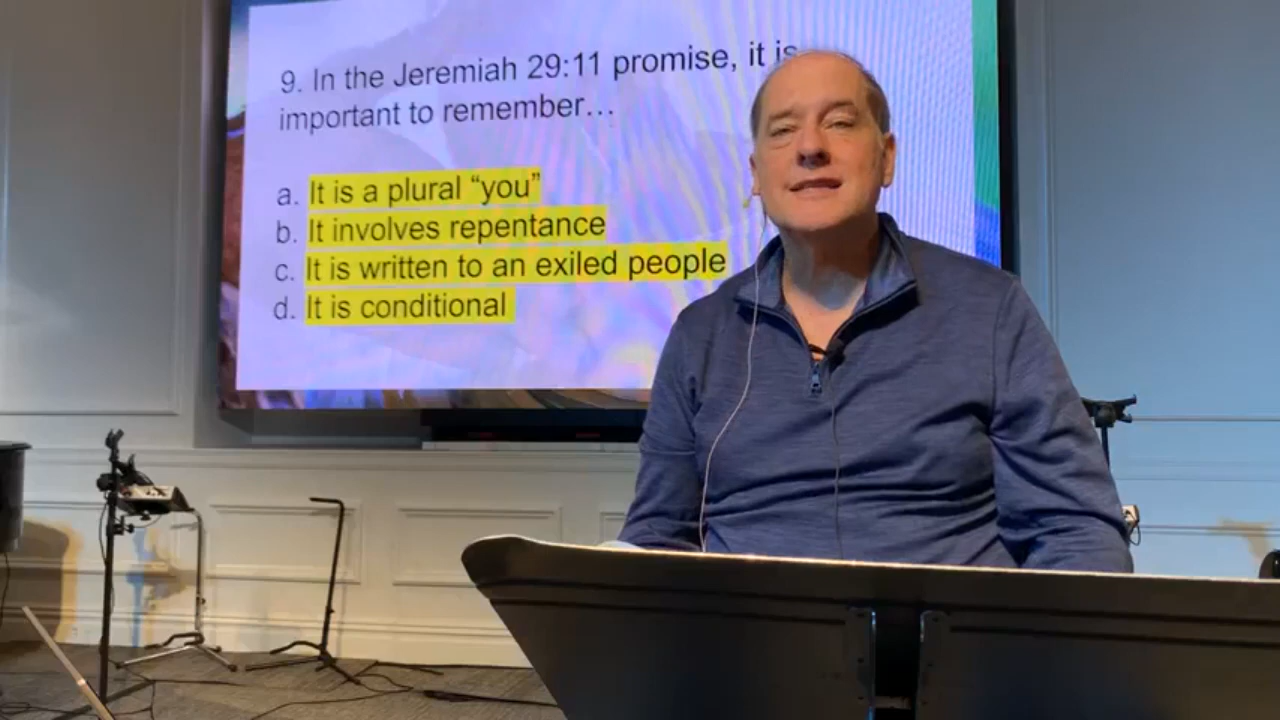 9. In the Jeremiah 29:11 promise, it is
important to remember…
a. It is a plural “you”
b. It involves repentance
c. It is written to an exiled people
d. It is conditional